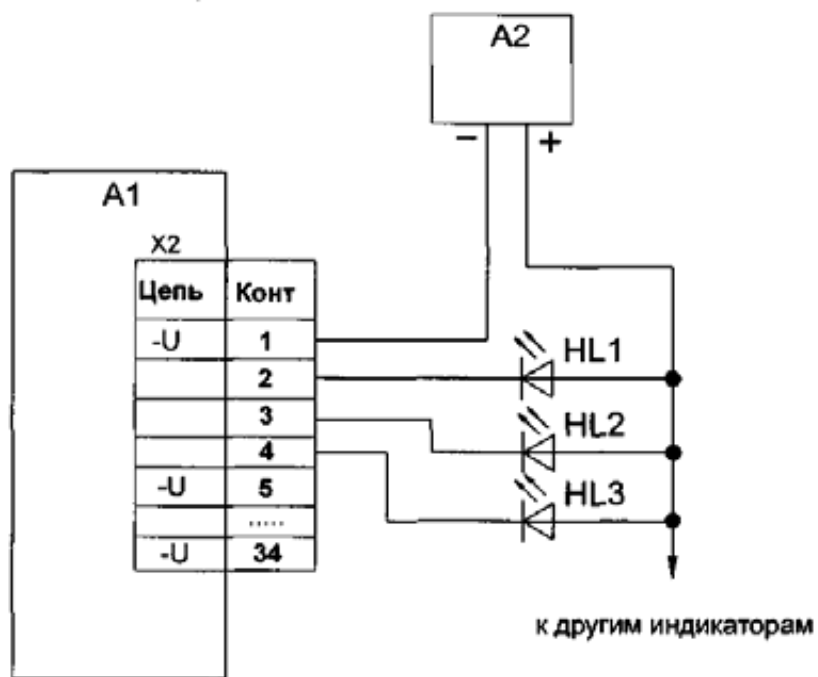 A2
− +
A1
X2
Цепь Конт
-U 1
2
3
4
-U 5
.....
-U 34
HL1
HL2
HL3
к другим индикаторам